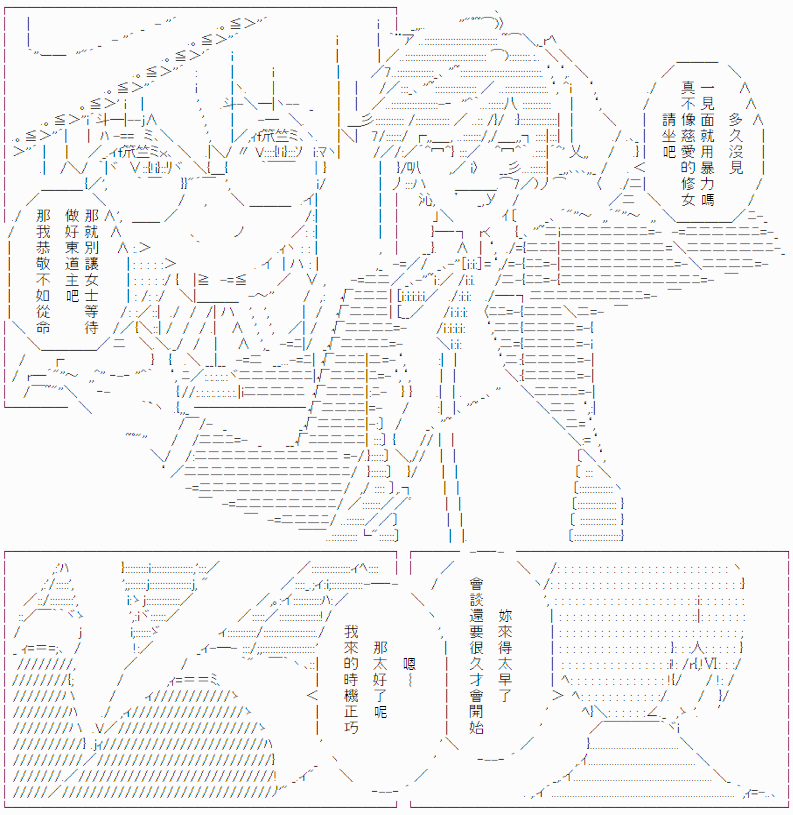 多久沒見
一見面就用暴力嗎
真不像慈愛的修女
請坐吧
那就別讓女士等待
做好東道主吧
那我恭敬不如從命
妳來得太早了
會談還要很久才會開始
嗯～
那太好了呢
我來的時機正巧